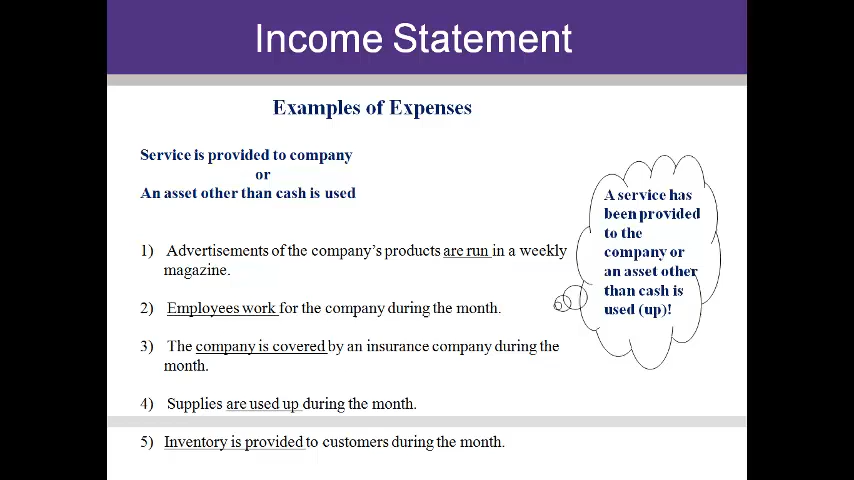 Income Statement
Examples of Expenses
Service is provided to company
or
An asset other than cash is used
1) Advertisements of the company's products are run in a weekly
magazine.
2) Employees work for the company during the month.
3) The company is covered by an insurance company during the
month.
4) Supplies are used up during the month.
5) Inventory is provided to customers during the month.
A service has
been provided
to the
company or
an asset other
than cash is
used (up)!